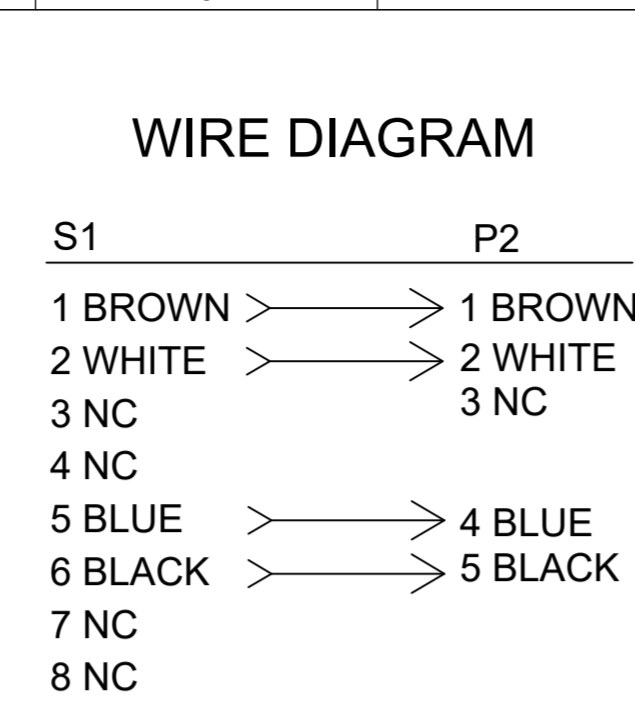 WIRE DIAGRAM
S1 P2
1 BROWN 1 BROWN
2 WHITE 2 WHITE
3 NC 3 NC
4 NC
5 BLUE 4 BLUE
6 BLACK 5 BLACK
7 NC
8 NC